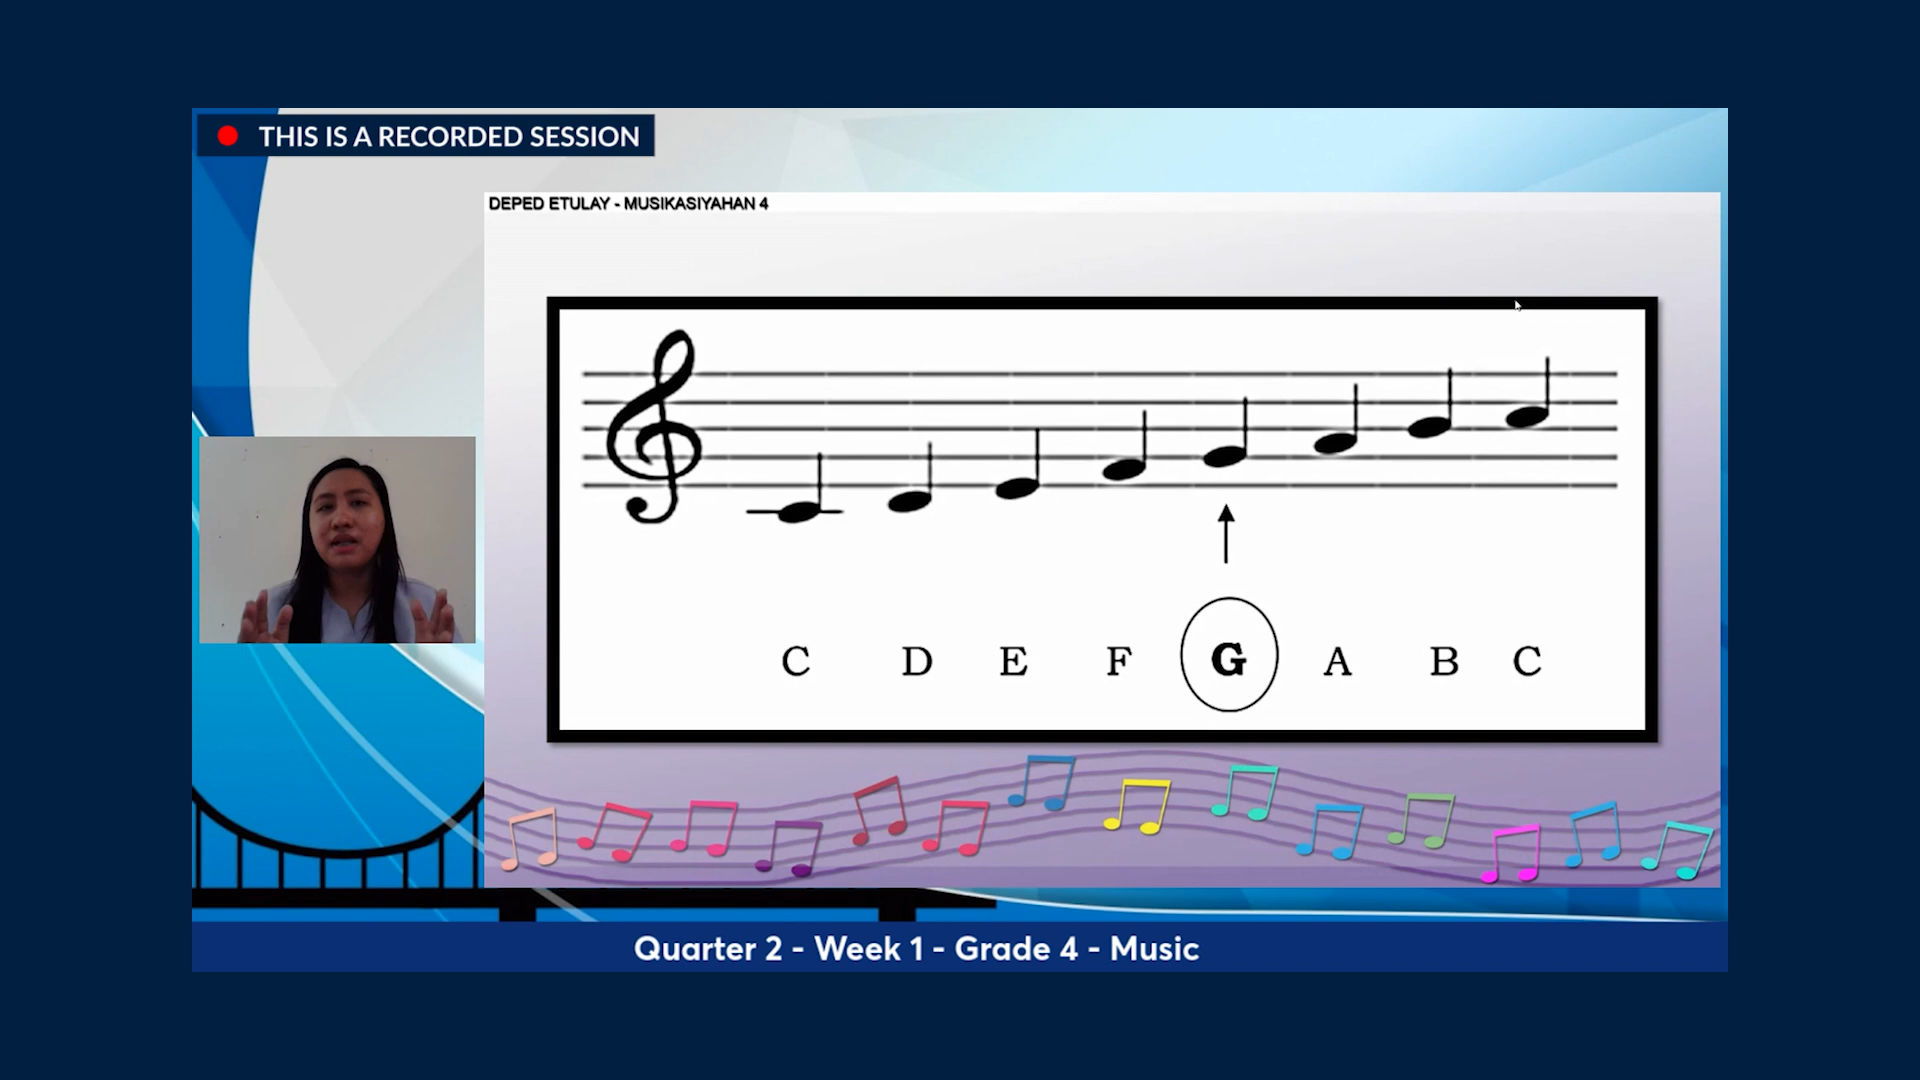 THIS IS A RECORDED SESSION
DEPED ETULAY - MUSIKASIYAHAN 4
C D E F G A B C
Quarter 2 - Week 1 - Grade 4 - Music